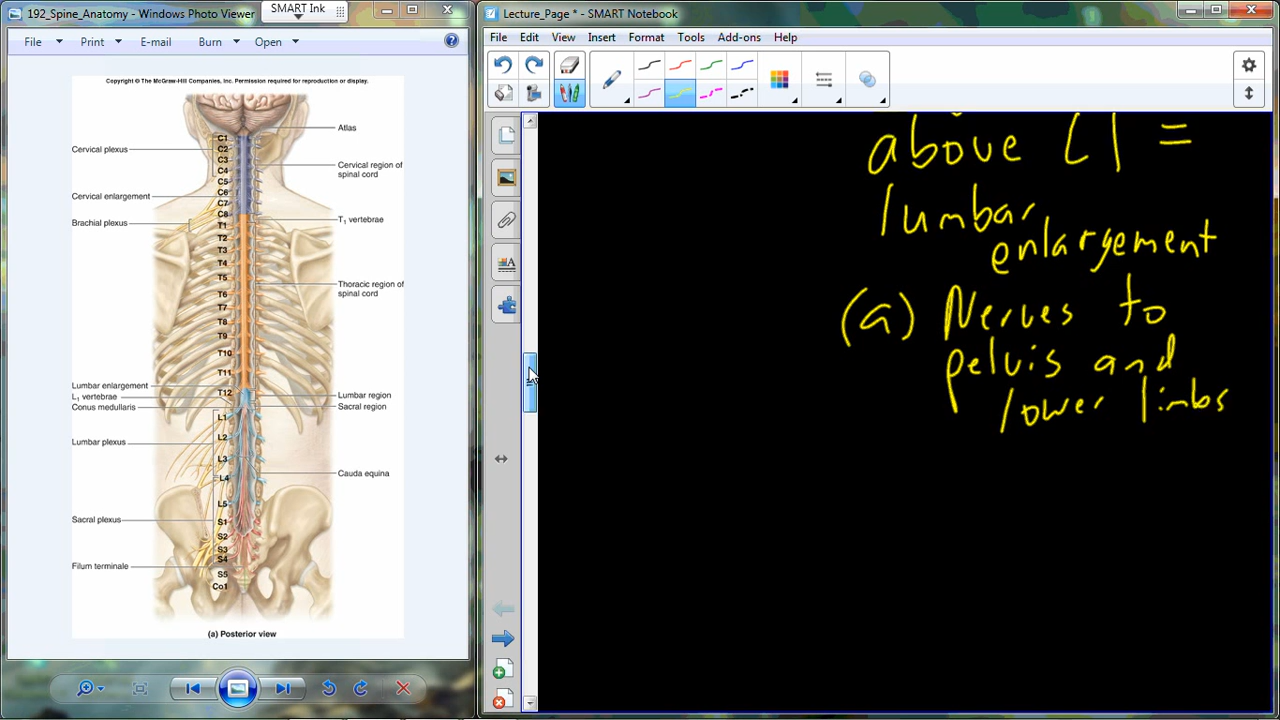 192_Spine_Anatomy - Windows Photo Viewer
SMART Ink
File Print E-mail Burn Open
Copyright © The McGraw-Hill Companies, Inc. Permission required for reproduction or display.
Atlas
Cervical plexus
Cervical region of
spinal cord
Cervical enlargement
Brachial plexus
T1 vertebrae
Thoracic region of
spinal cord
Lumbar enlargement
L1 vertebrae
Conus medullaris
Lumbar region
Sacral region
Lumbar plexus
Cauda equina
Sacral plexus
Filum terminale
C1
C2
C3
C4
C5
C6
C7
C8
T1
T2
T3
T4
T5
T6
T7
T8
T9
T10
T11
T12
L1
L2
L3
L4
L5
S1
S2
S3
S4
S5
Co1
(a) Posterior view
Lecture_Page * - SMART Notebook
File Edit View Insert Format Tools Add-ons Help
above L1 =
lumbar
enlargement
(a) Nerves to
pelvis and
lower limbs